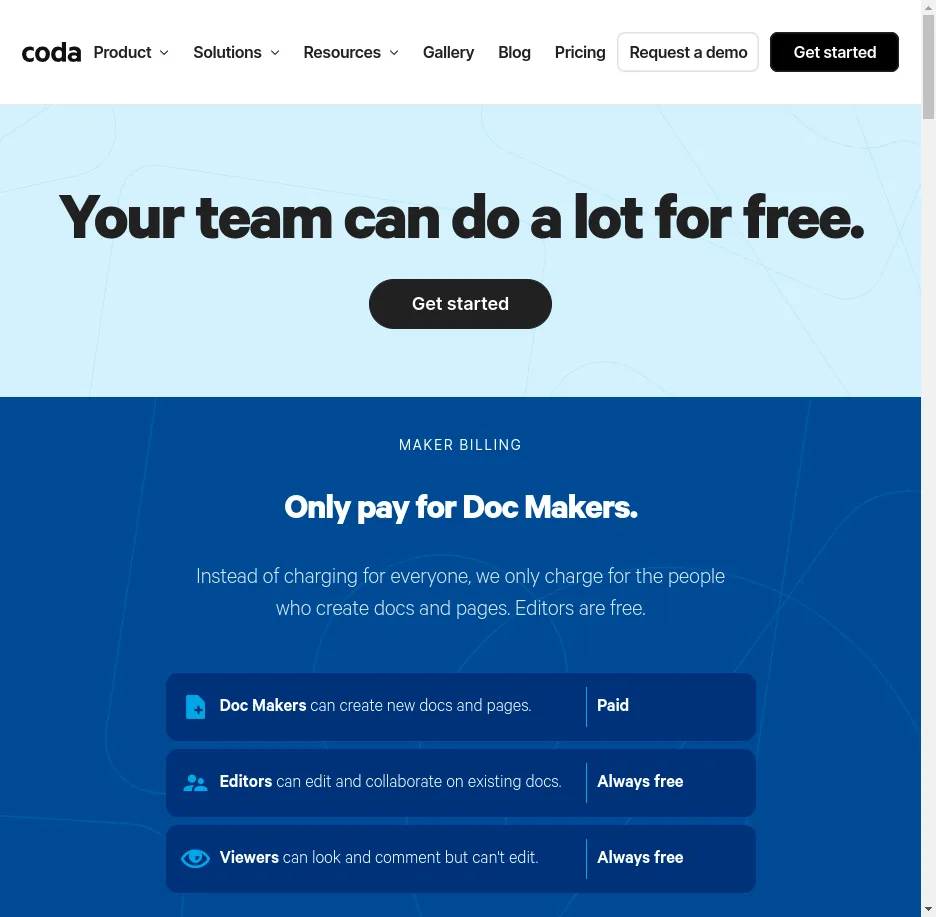 coda Product Solutions Resources Gallery Blog Pricing Request a demo Get started
Your team can do a lot for free.
Get started
MAKER BILLING
Only pay for Doc Makers.
Instead of charging for everyone, we only charge for the people
who create docs and pages. Editors are free.
Doc Makers can create new docs and pages. Paid
Editors can edit and collaborate on existing docs. Always free
Viewers can look and comment but can't edit. Always free